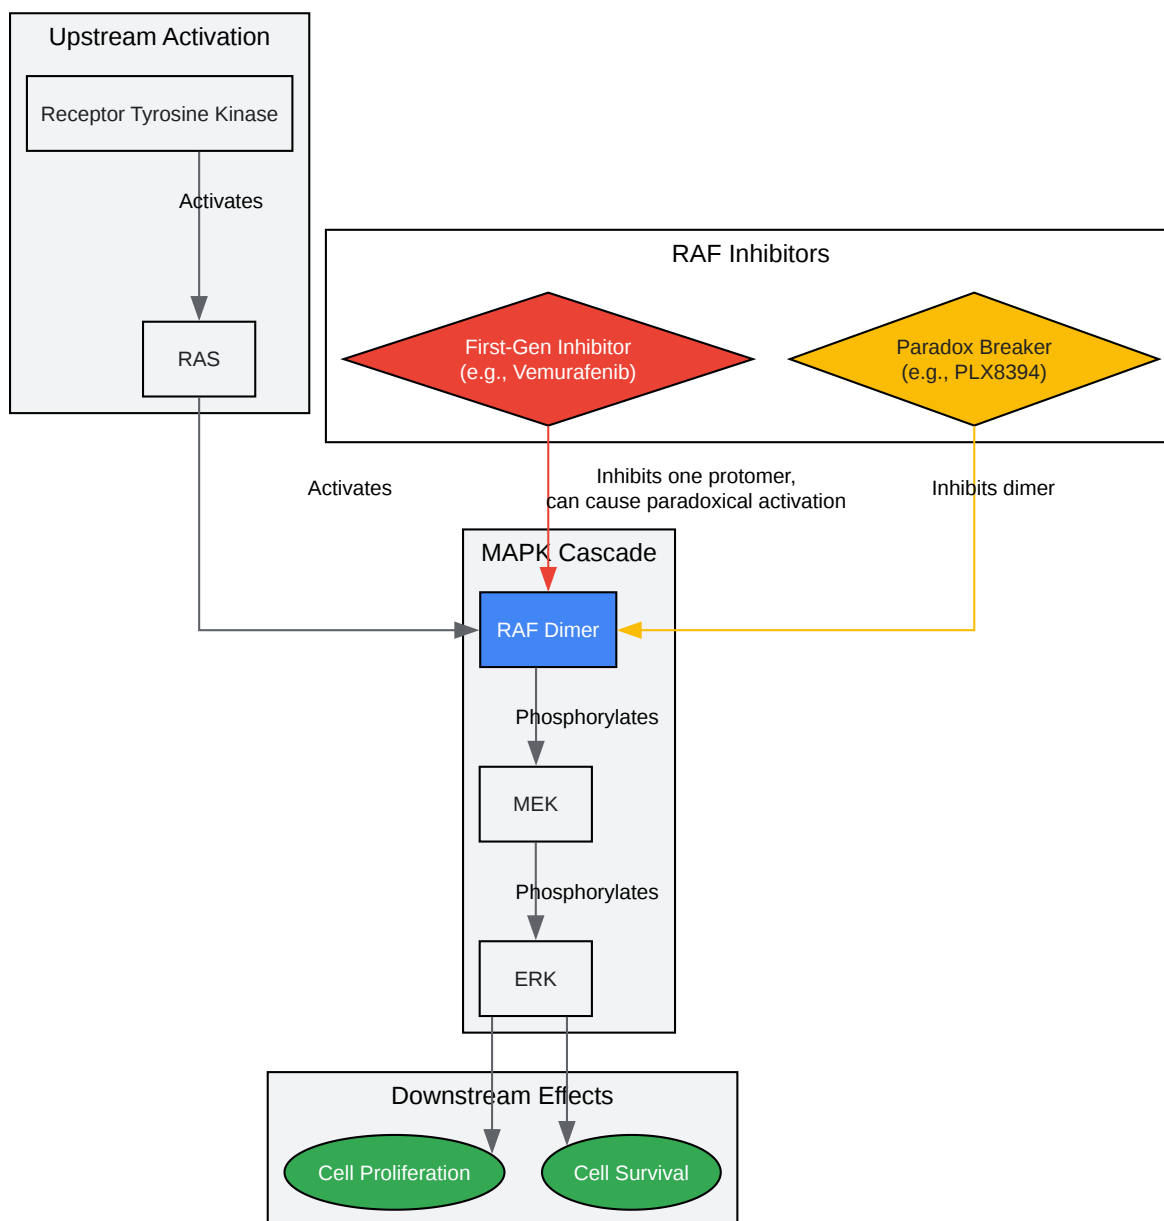 Upstream Activation
Receptor Tyrosine Kinase
Activates
RAS
RAF Inhibitors
First-Gen Inhibitor
(e.g., Vemurafenib)
Paradox Breaker
(e.g., PLX8394)
Activates
Inhibits one protomer,
can cause paradoxical activation
Inhibits dimer
MAPK Cascade
RAF Dimer
Phosphorylates
MEK
Phosphorylates
ERK
Downstream Effects
Cell Proliferation
Cell Survival